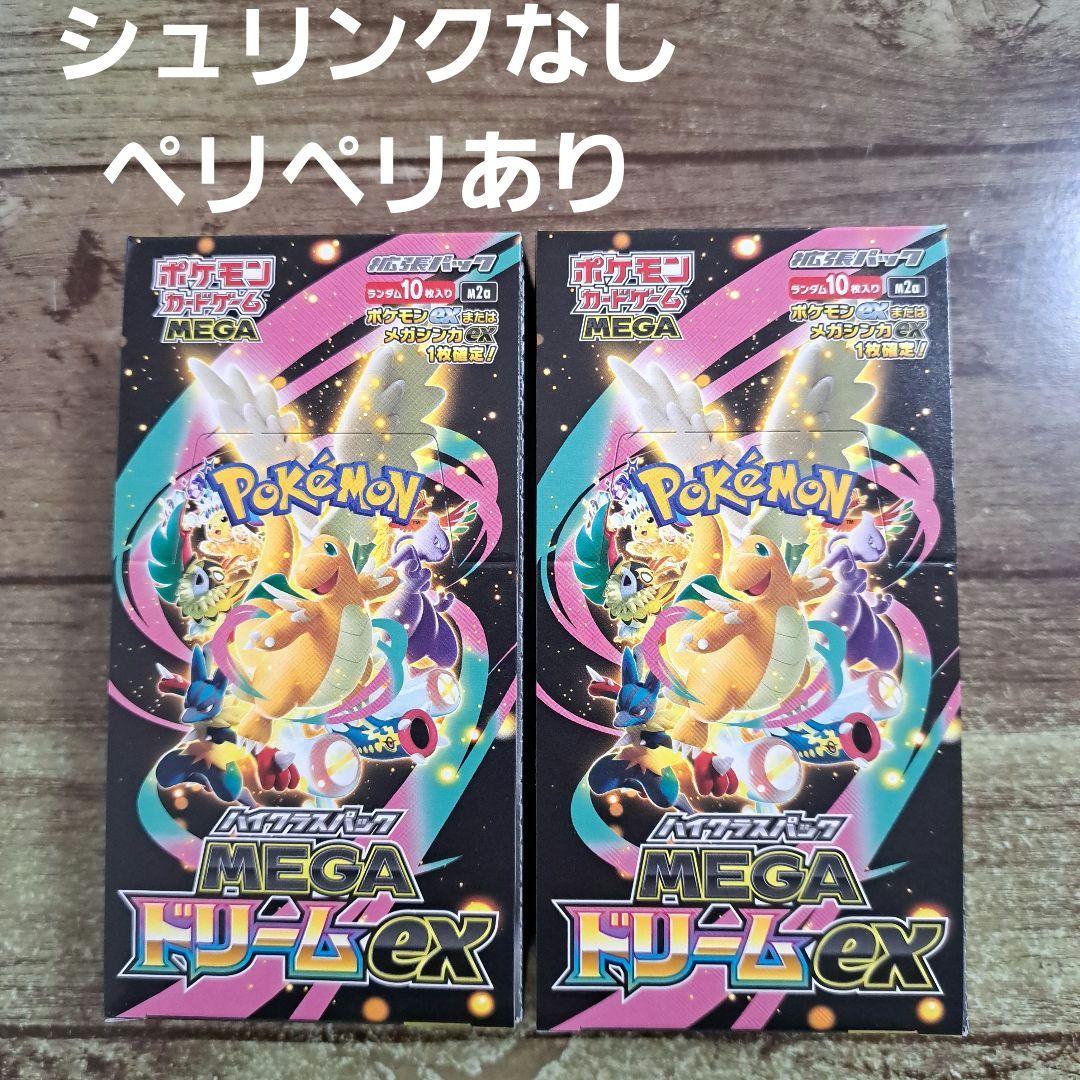 シュリンクなし
ペリペリあり
ポケモン
カードゲーム
MEGA
拡張パック
ランダム10枚入り M2a
ポケモンexまたは
メガシンカex
1枚確定!
POKÉMON
ハイクラスパック
MEGA
ドリームex
ポケモン
カードゲーム
MEGA
拡張パック
ランダム10枚入り M2a
ポケモンexまたは
メガシンカex
1枚確定!
POKÉMON
TM
ハイクラスパック
MEGA
ドリームex